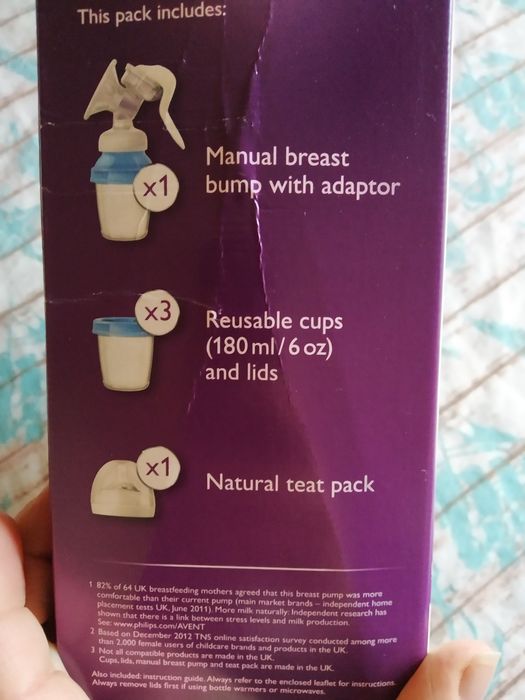 This pack includes:
x1
Manual breast
bump with adaptor
x3
Reusable cups
(180 ml / 6 oz)
and lids
x1
Natural teat pack
1 82% of 64 UK breastfeeding mothers agreed that this breast pump was more
comfortable than their current pump (main market brands – independent home
placement tests UK, June 2011). More milk naturally: Independent research has
shown that there is a link between stress levels and milk production.
See: www.philips.com/AVENT
2 Based on December 2012 TNS online satisfaction survey conducted among more
than 2,000 female users of childcare brands and products in the UK.
3 Not all compatible products are made in the UK.
Cups, lids, manual breast pump and teat pack are made in the UK.
Also included: instruction guide. Always refer to the enclosed leaflet for instructions.
Always remove lids first if using bottle warmers or microwaves.